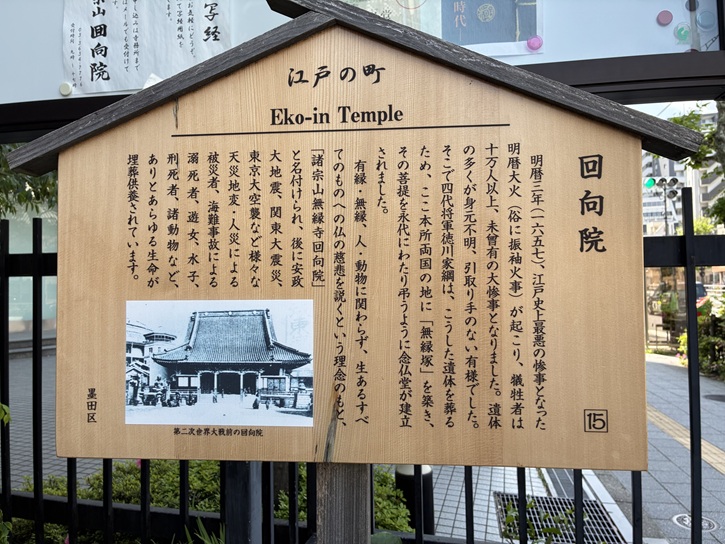 江戸の町
Eko-in Temple
回向院
明暦三年(一六五七)、江戸史上最悪の惨事となった
明暦大火(俗に振袖火事)が起こり、犠牲者は
十万人以上、未曾有の大惨事となりました。遺体
の多くが身元不明、引取り手のない有様でした。
そこで四代将軍徳川家綱は、こうした遺体を葬る
ため、ここ本所両国の地に「無縁塚」を築き、
その菩提を永代にわたり弔うように念仏堂が建立
されました。
有縁・無縁、人・動物に関わらず、生あるすべ
てのものへの仏の慈悲を説くという理念のもと、
「諸宗山無縁寺回向院」
と名付けられ、後に安政
大地震、関東大震災、
東京大空襲など様々な
天災地変・人災による
被災者、海難事故による
溺死者、遊女、水子、
刑死者、諸動物など、
ありとあらゆる生命が
埋葬供養されています。
第二次世界大戦前の回向院
墨田区
15
写経
回向院
時代